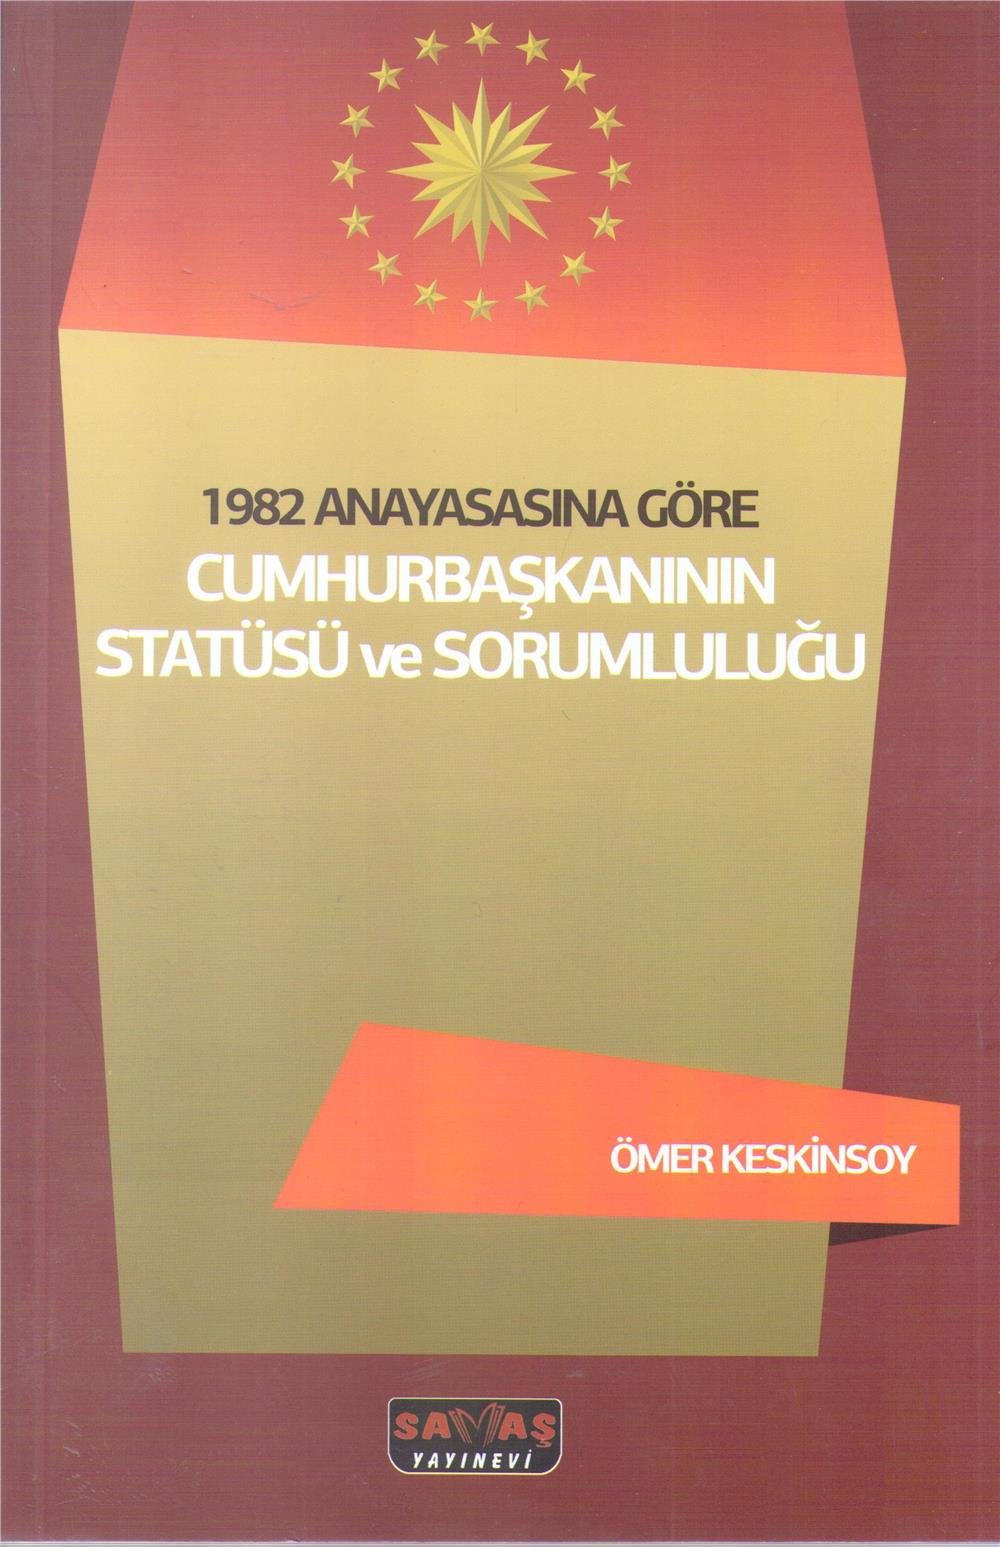 1982 ANAYASASINA GÖRE
CUMHURBAŞKANININ
STATÜSÜ ve SORUMLULUĞU
ÖMER KESKİNSOY
SAVAŞ
YAYINEVİ